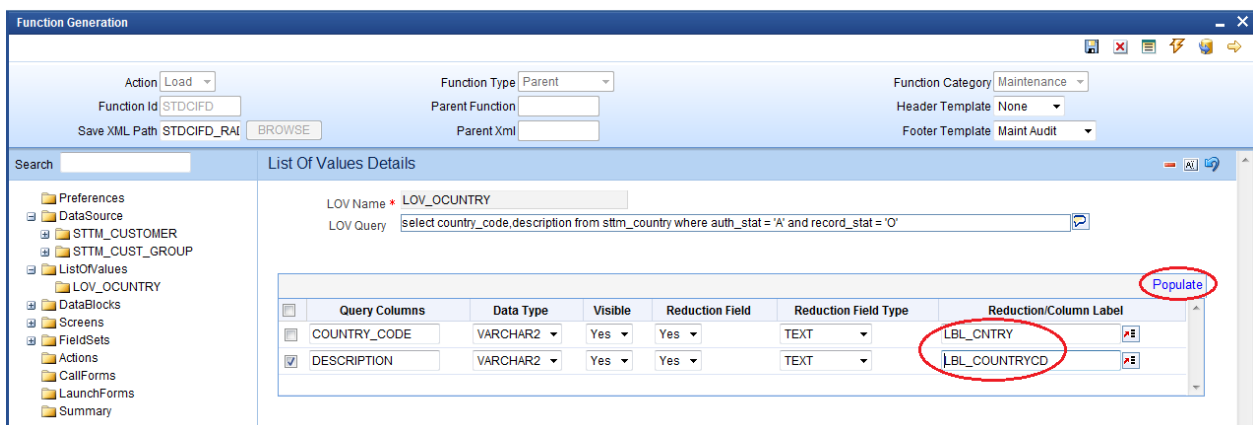 Function Generation
Action Load Function Type Parent Function Category Maintenance
Function Id STDCIFD Parent Function Header Template None
Save XML Path STDCIFD_RAD BROWSE Parent Xml Footer Template Maint Audit
Search List Of Values Details
Preferences
DataSource
STTM_CUSTOMER
STTM_CUST_GROUP
ListOfValues
LOV_OCUNTRY
DataBlocks
Screens
FieldSets
Actions
CallForms
LaunchForms
Summary
LOV Name * LOV_OCUNTRY
LOV Query select country_code,description from sttm_country where auth_stat = 'A' and record_stat = 'O'
Populate
Query Columns Data Type Visible Reduction Field Reduction Field Type Reduction/Column Label
COUNTRY_CODE VARCHAR2 Yes Yes TEXT LBL_CNTRY
DESCRIPTION VARCHAR2 Yes Yes TEXT LBL_COUNTRYCD